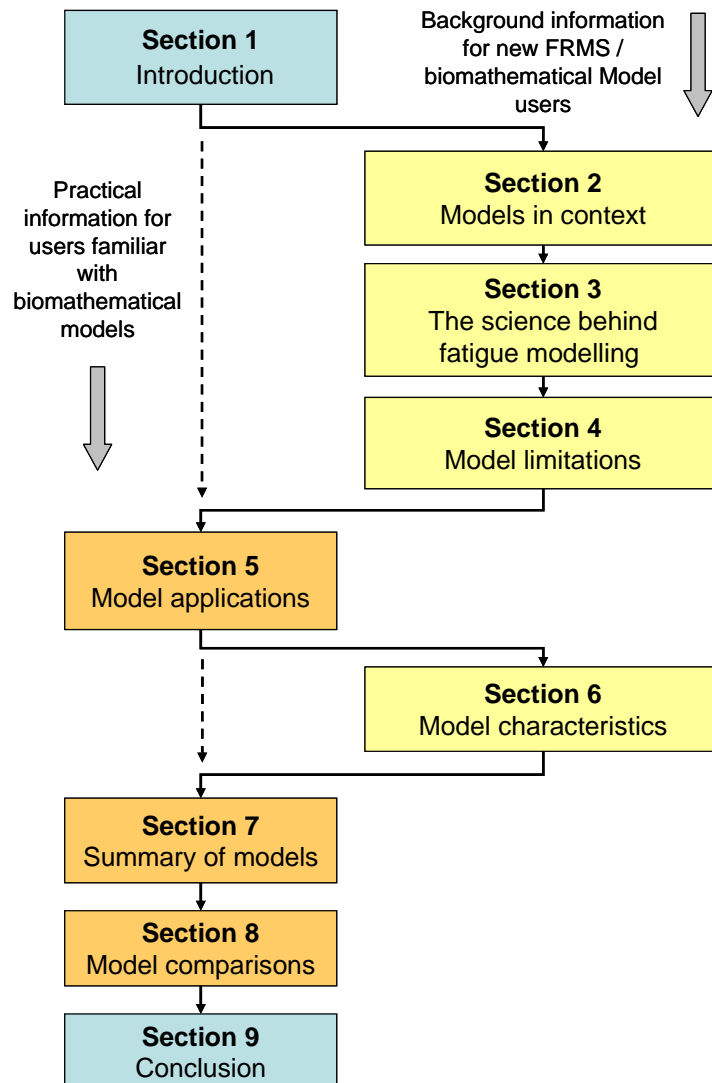 Section 1
Introduction
Background information
for new FRMS /
biomathematical Model
users
Practical
information for
users familiar
with
biomathematical
models
Section 2
Models in context
Section 3
The science behind
fatigue modelling
Section 4
Model limitations
Section 5
Model applications
Section 6
Model characteristics
Section 7
Summary of models
Section 8
Model comparisons
Section 9
Conclusion